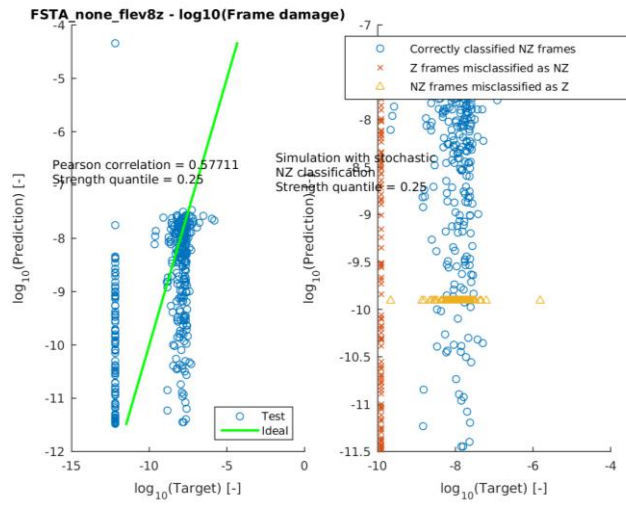 FSTA_none_flev8z - log10(Frame damage)
-4
-5
-6
-7
-8
-9
-10
-11
-12
-15
-10
-5
0
log10(Prediction) [-]
log10(Target) [-]
Pearson correlation = 0.57711
Strength quantile = 0.25
Test
Ideal
-7
-8
-8.5
-9
-9.5
-10
-10.5
-11
-11.5
-10
-8
-6
-4
log10(Prediction) [-]
log10(Target) [-]
Correctly classified NZ frames
Z frames misclassified as NZ
NZ frames misclassified as Z
Simulation with stochastic
NZ classification
Strength quantile = 0.25